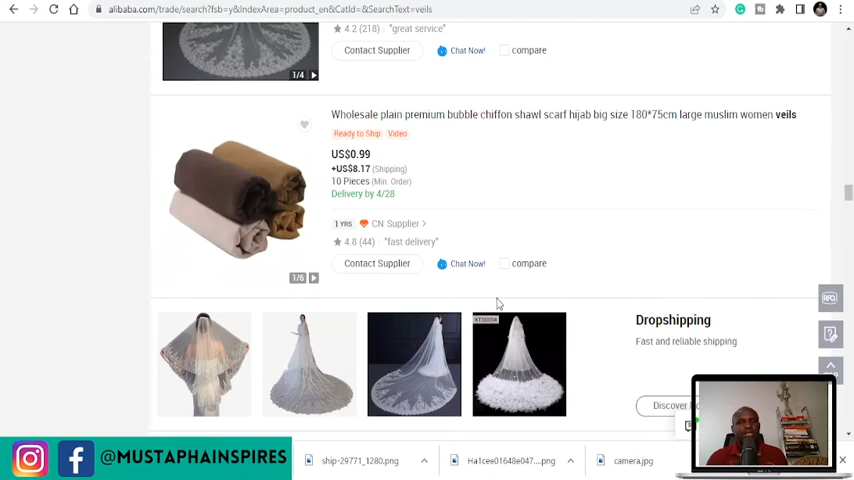 alibaba.com/trade/search?fsb=y&IndexArea=product_en&CatId=&SearchText=veils
4.2 (218) "great service"
Contact Supplier Chat Now! compare
1/4
Wholesale plain premium bubble chiffon shawl scarf hijab big size 180*75cm large muslim women veils
Ready to Ship Video
US$0.99
+US$8.17 (Shipping)
10 Pieces (Min. Order)
Delivery by 4/28
1 YRS CN Supplier >
4.8 (44) "fast delivery"
Contact Supplier Chat Now! compare
1/6
RFQ
KTS0004
Dropshipping
Fast and reliable shipping
Discover
@MUSTAPHAINSPIRES
ship-29771_1280.png
Ha1cee01648e047....png
camera.jpg